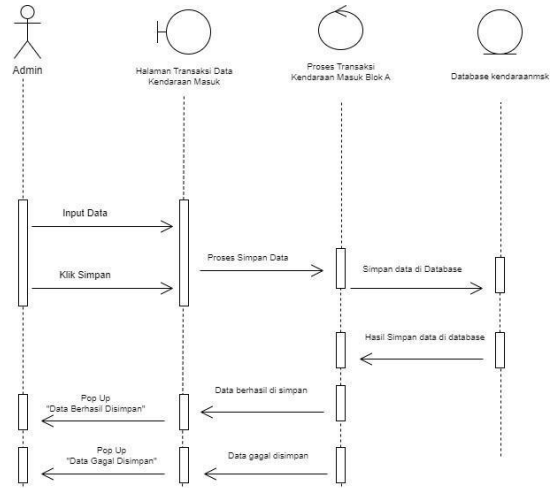 Admin
Halaman Transaksi Data
Kendaraan Masuk
Proses Transaksi
Kendaraan Masuk Blok A
Database kendaraanmsk
Input Data
Proses Simpan Data
Klik Simpan
Simpan data di Database
Hasil Simpan data di database
Data berhasil di simpan
Pop Up
"Data Berhasil Disimpan"
Data gagal disimpan
Pop Up
"Data Gagal Disimpan"